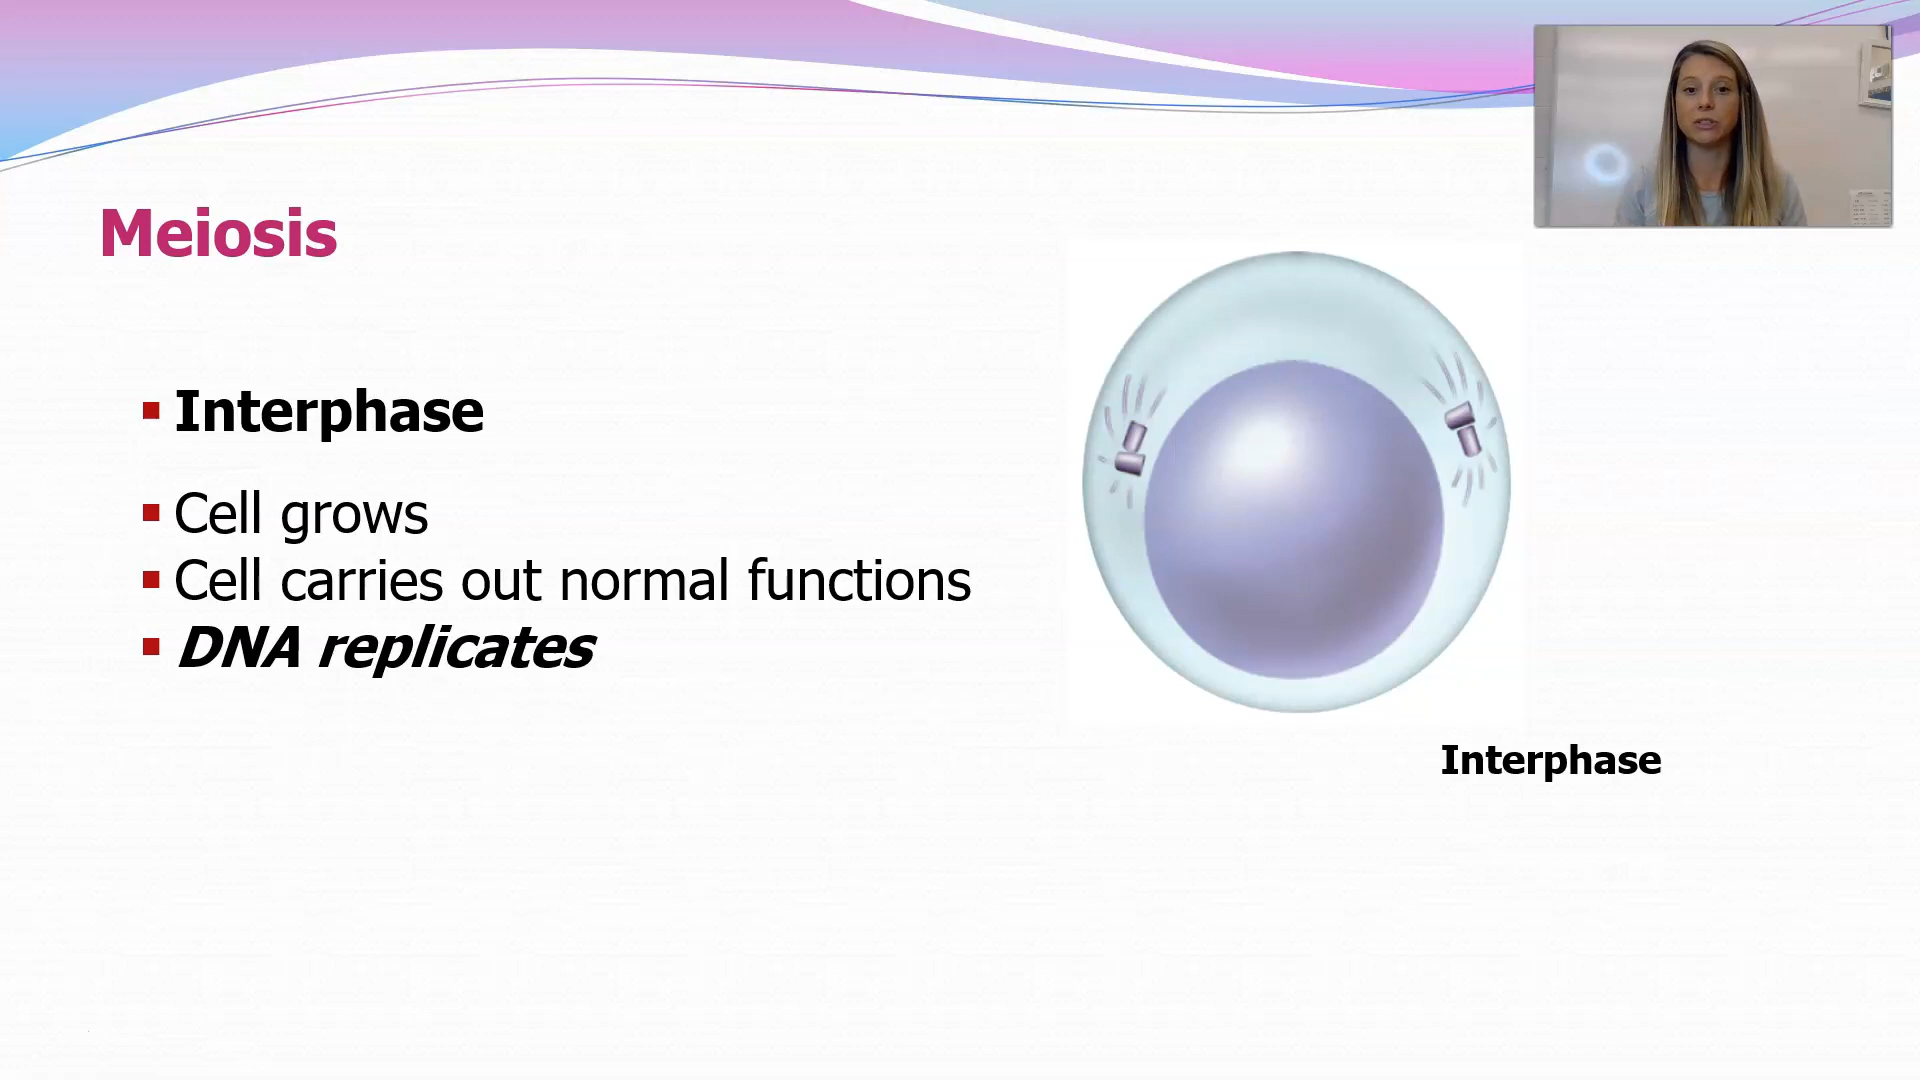 Meiosis
Interphase
Cell grows
Cell carries out normal functions
DNA replicates
Interphase